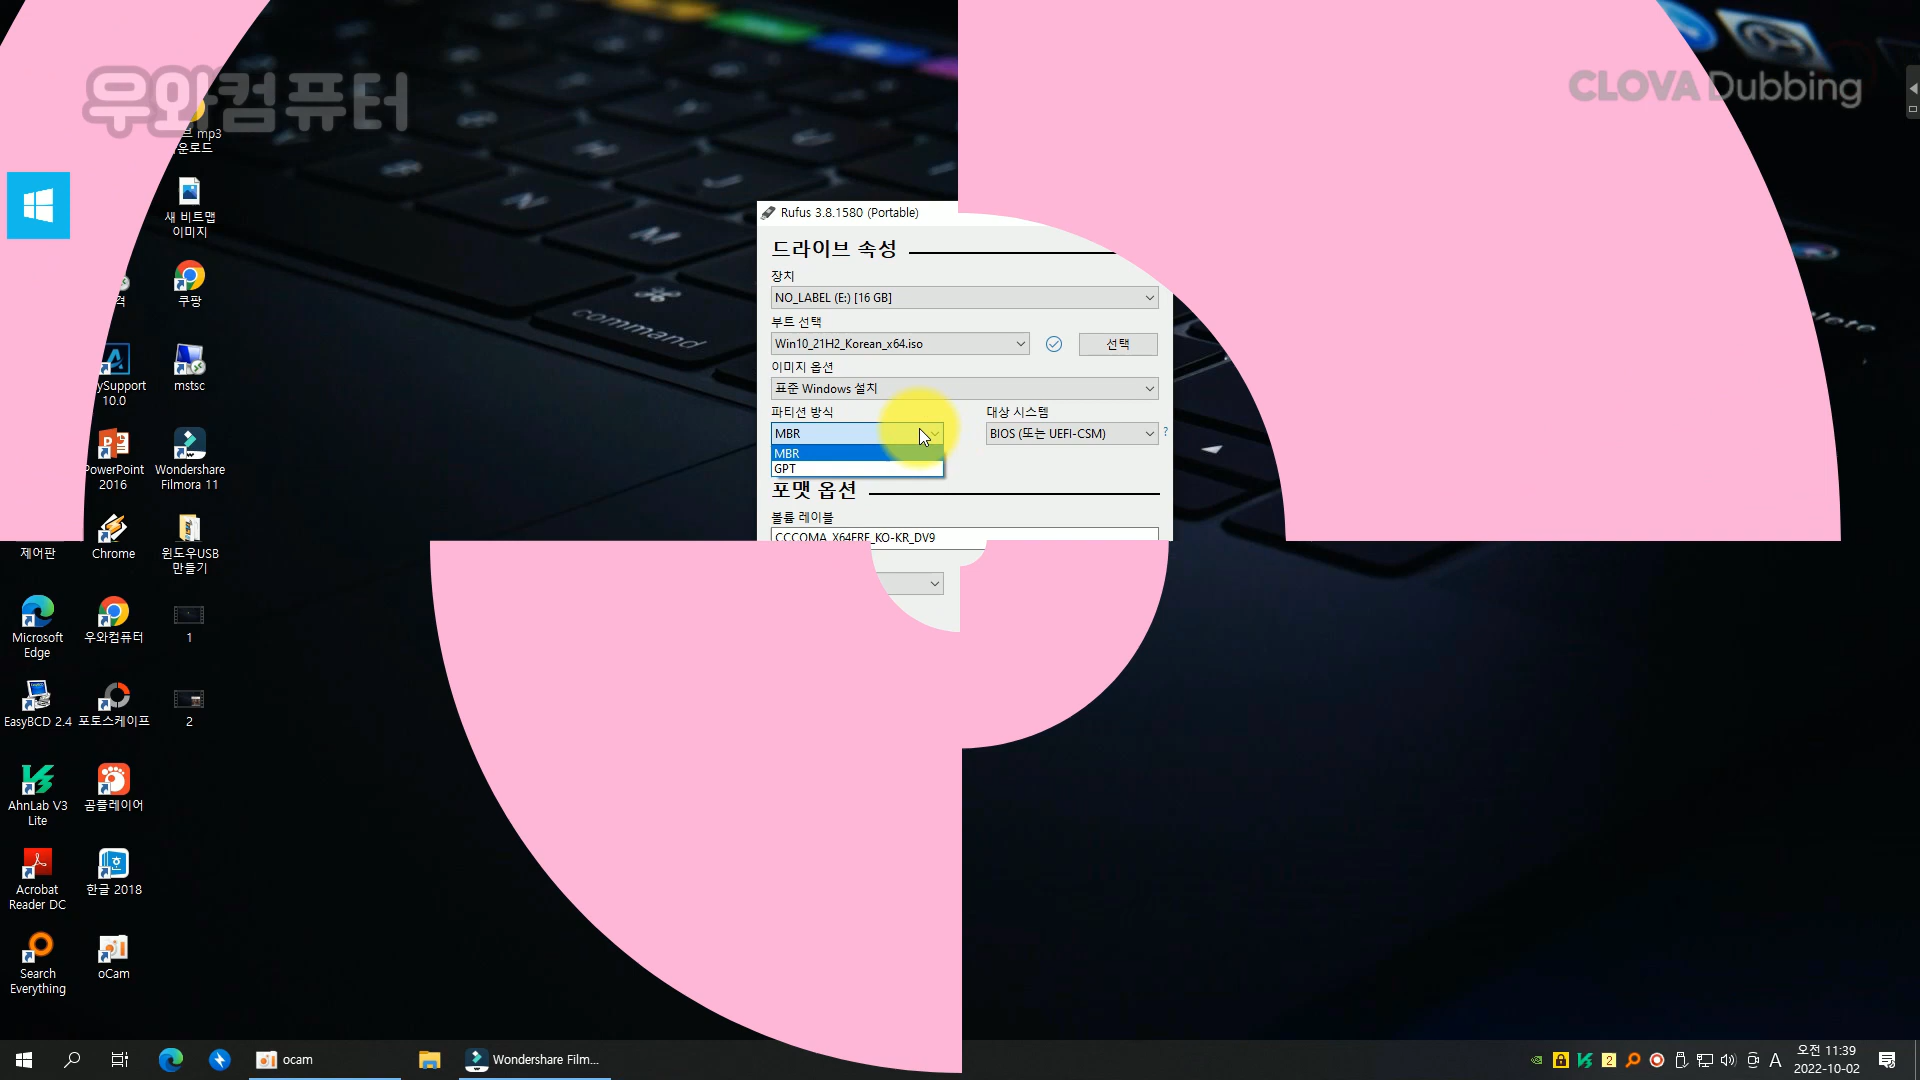 우와컴퓨터
CLOVA Dubbing
mp3
운로드
새 비트맵
이미지
격
쿠팡
ySupport
10.0
mstsc
PowerPoint
2016
Wondershare
Filmora 11
제어판
Chrome
윈도우USB
만들기
Microsoft
Edge
우와컴퓨터
1
EasyBCD 2.4
포토스케이프
2
AhnLab V3
Lite
곰플레이어
Acrobat
Reader DC
한글 2018
Search
Everything
oCam
N
M
command
Rufus 3.8.1580 (Portable)
드라이브 속성
장치
NO_LABEL (E:) [16 GB]
부트 선택
Win10_21H2_Korean_x64.iso
선택
이미지 옵션
표준 Windows 설치
파티션 방식
대상 시스템
MBR
BIOS (또는 UEFI-CSM)
?
MBR
GPT
포맷 옵션
볼륨 레이블
CCCOMA_X64FRE_KO-KR_DV9
ocam
Wondershare Film...
2
A
오전 11:39
2022-10-02